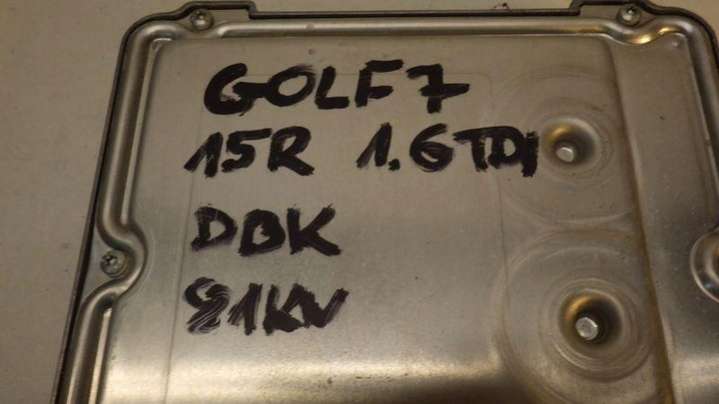 GOLF 7
15R 1.6 TDI
DBK
81KW